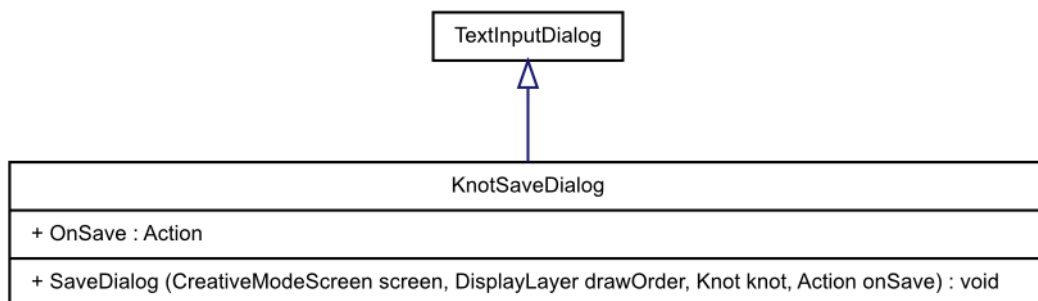 TextInputDialog
KnotSaveDialog
+ OnSave : Action
+ SaveDialog (CreativeModeScreen screen, DisplayLayer drawOrder, Knot knot, Action onSave) : void